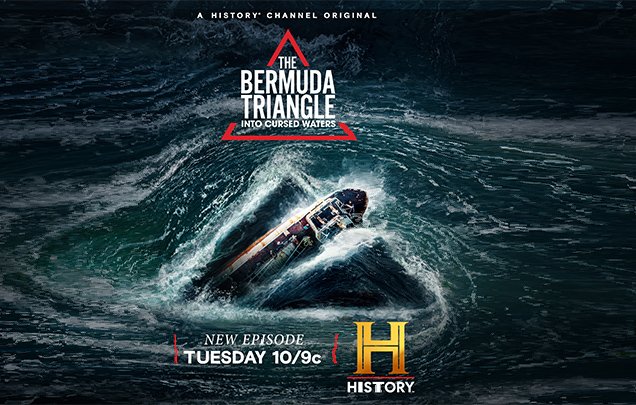 A HISTORY® CHANNEL ORIGINAL
THE
BERMUDA
TRIANGLE
INTO CURSED WATERS
NEW EPISODE
TUESDAY 10/9c
H
HISTORY